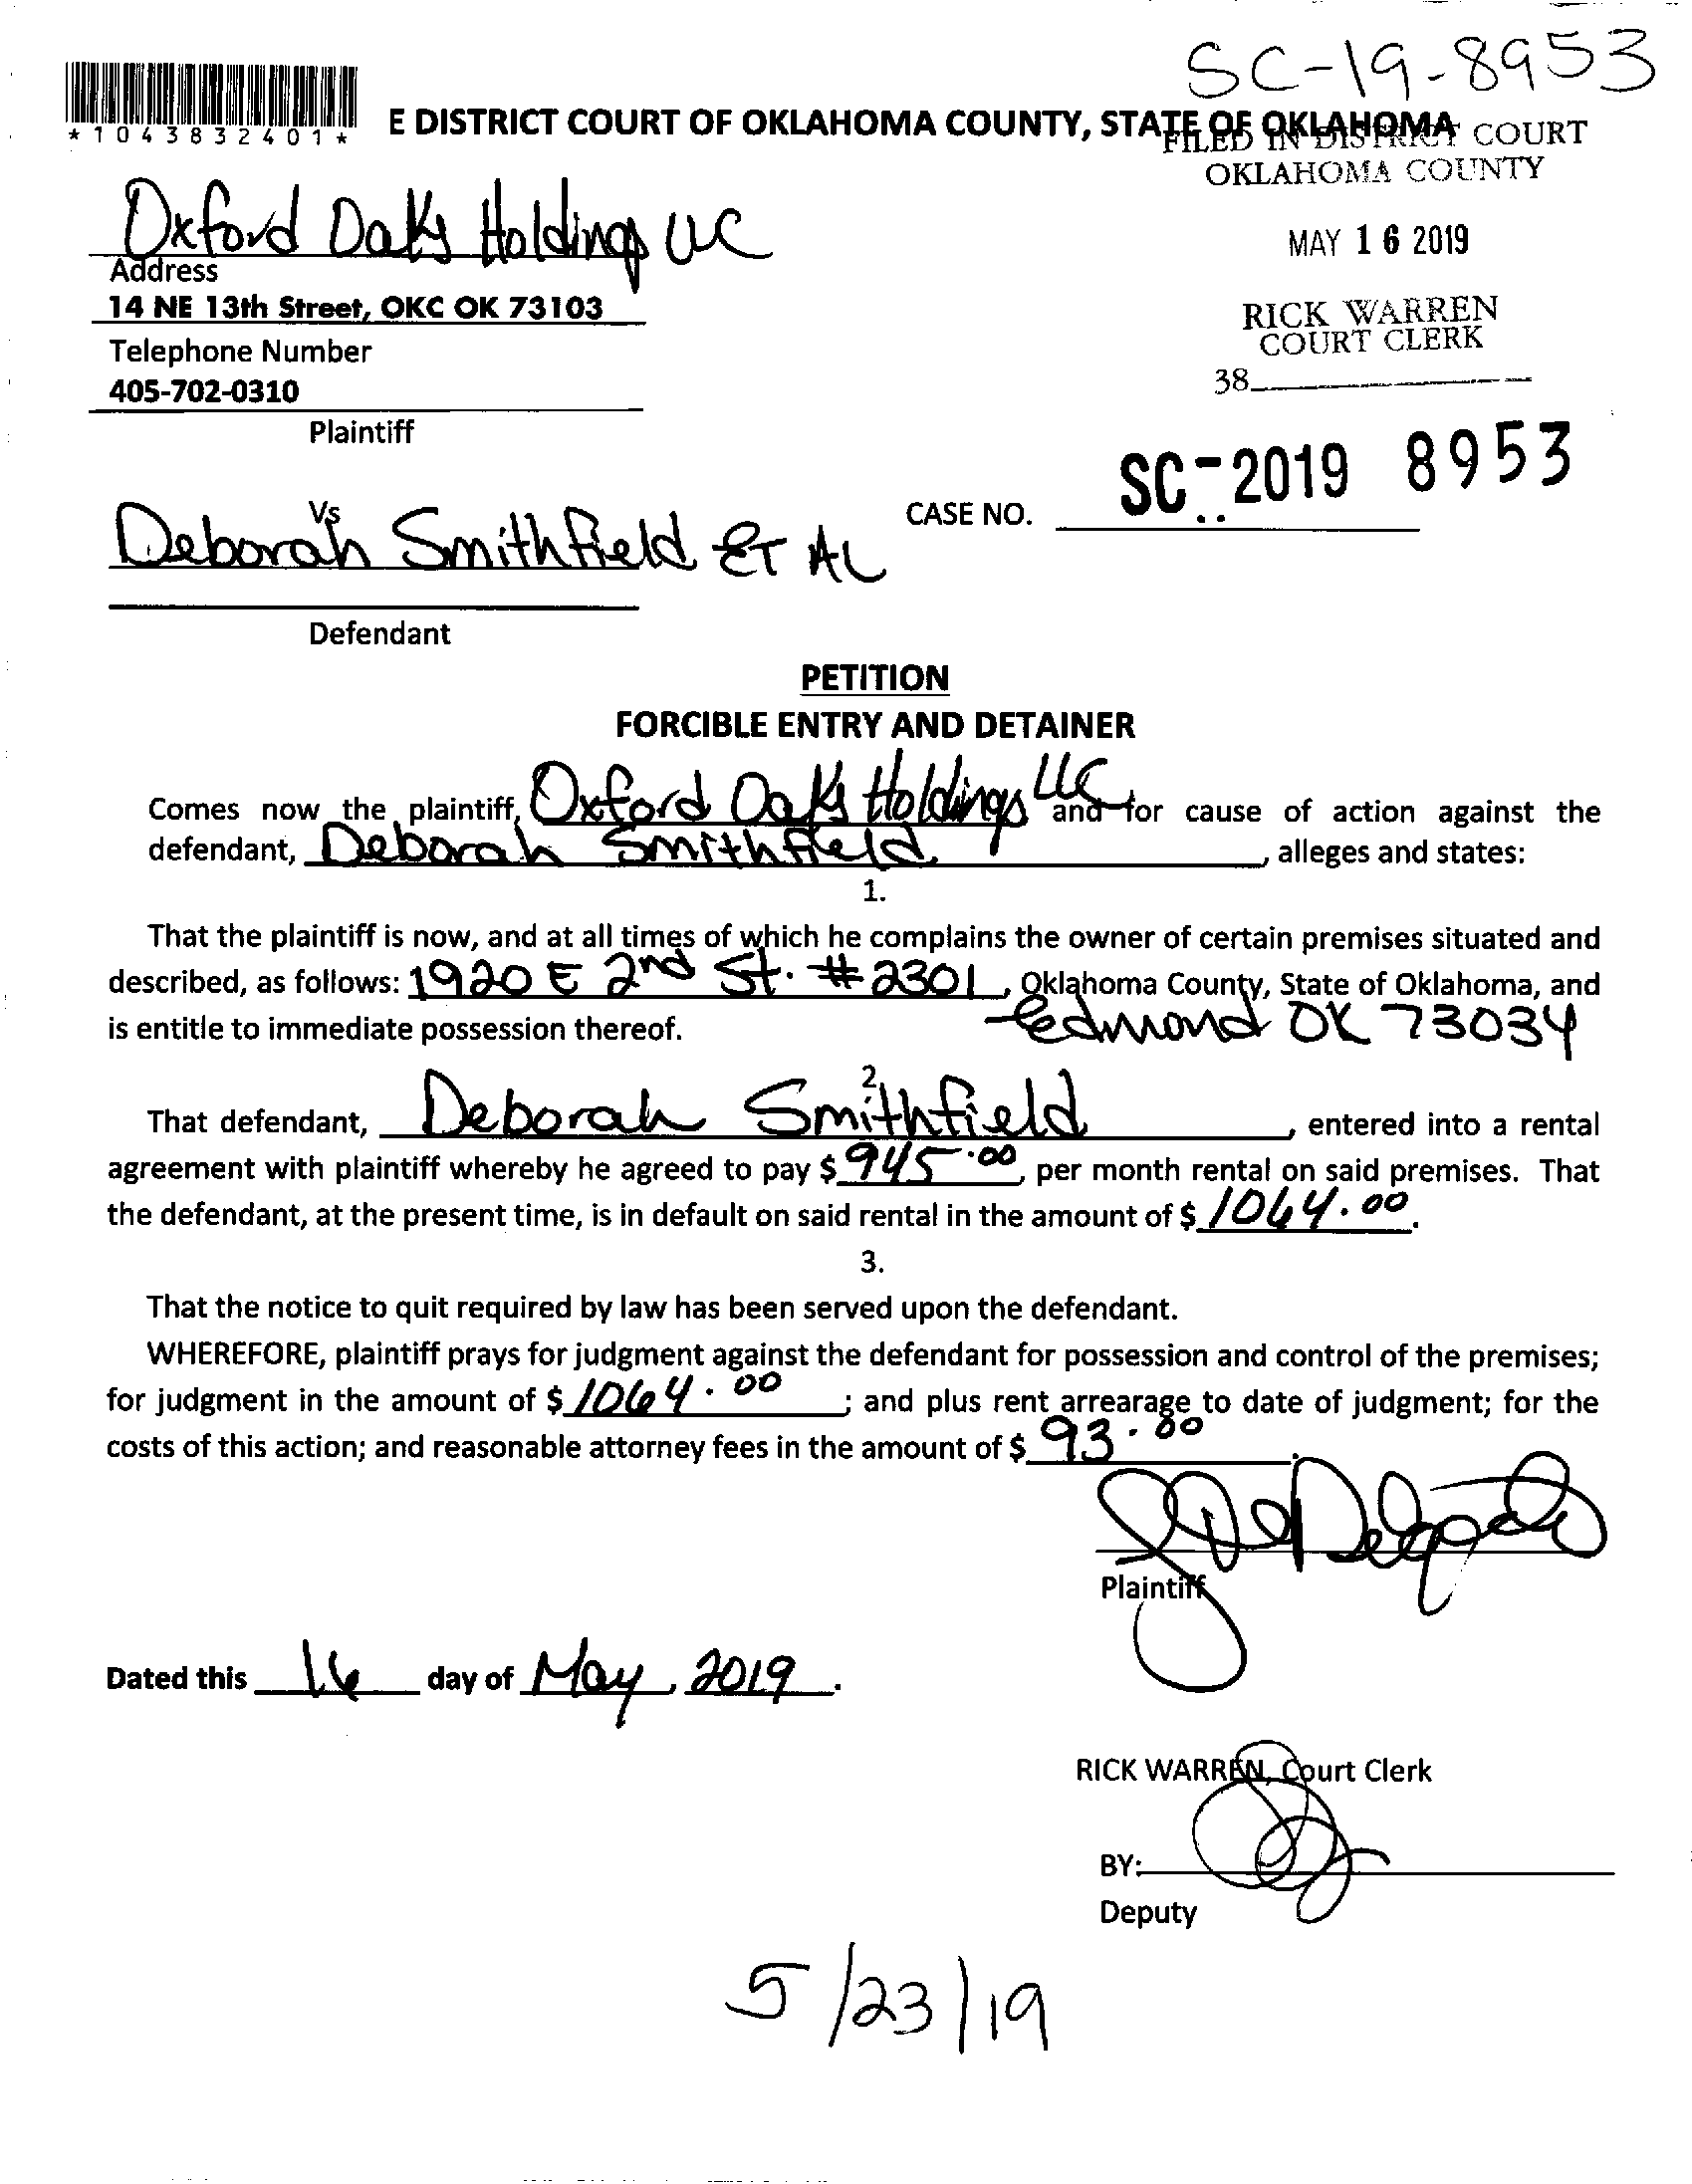 SC-19-8953
*1043832401*
E DISTRICT COURT OF OKLAHOMA COUNTY, STATE OF OKLAHOMA
FILED IN DISTRICT COURT
OKLAHOMA COUNTY
Oxford Oaks Holdings LLC
MAY 16 2019
Address
14 NE 13th Street, OKC OK 73103
RICK WARREN
COURT CLERK
Telephone Number
38
405-702-0310
Plaintiff
SC-2019 8953
Vs
CASE NO.
Deborah Smithfield ET AL
Defendant
PETITION
FORCIBLE ENTRY AND DETAINER
Comes now the plaintiff, Oxford Oaks Holdings LLC and for cause of action against the
defendant, Deborah Smithfield, alleges and states:
1.
That the plaintiff is now, and at all times of which he complains the owner of certain premises situated and
described, as follows: 1920 E 2nd St. # 2301, Oklahoma County, State of Oklahoma, and
is entitle to immediate possession thereof. Edmond OK 73034
2.
That defendant, Deborah Smithfield, entered into a rental
agreement with plaintiff whereby he agreed to pay $ 945.00, per month rental on said premises. That
the defendant, at the present time, is in default on said rental in the amount of $ 1064.00.
3.
That the notice to quit required by law has been served upon the defendant.
WHEREFORE, plaintiff prays for judgment against the defendant for possession and control of the premises;
for judgment in the amount of $ 1064.00; and plus rent arrearage to date of judgment; for the
costs of this action; and reasonable attorney fees in the amount of $ 93.00.
Plaintiff
Dated this 16 day of May, 2019.
RICK WARREN, Court Clerk
BY:
Deputy
5/23/19